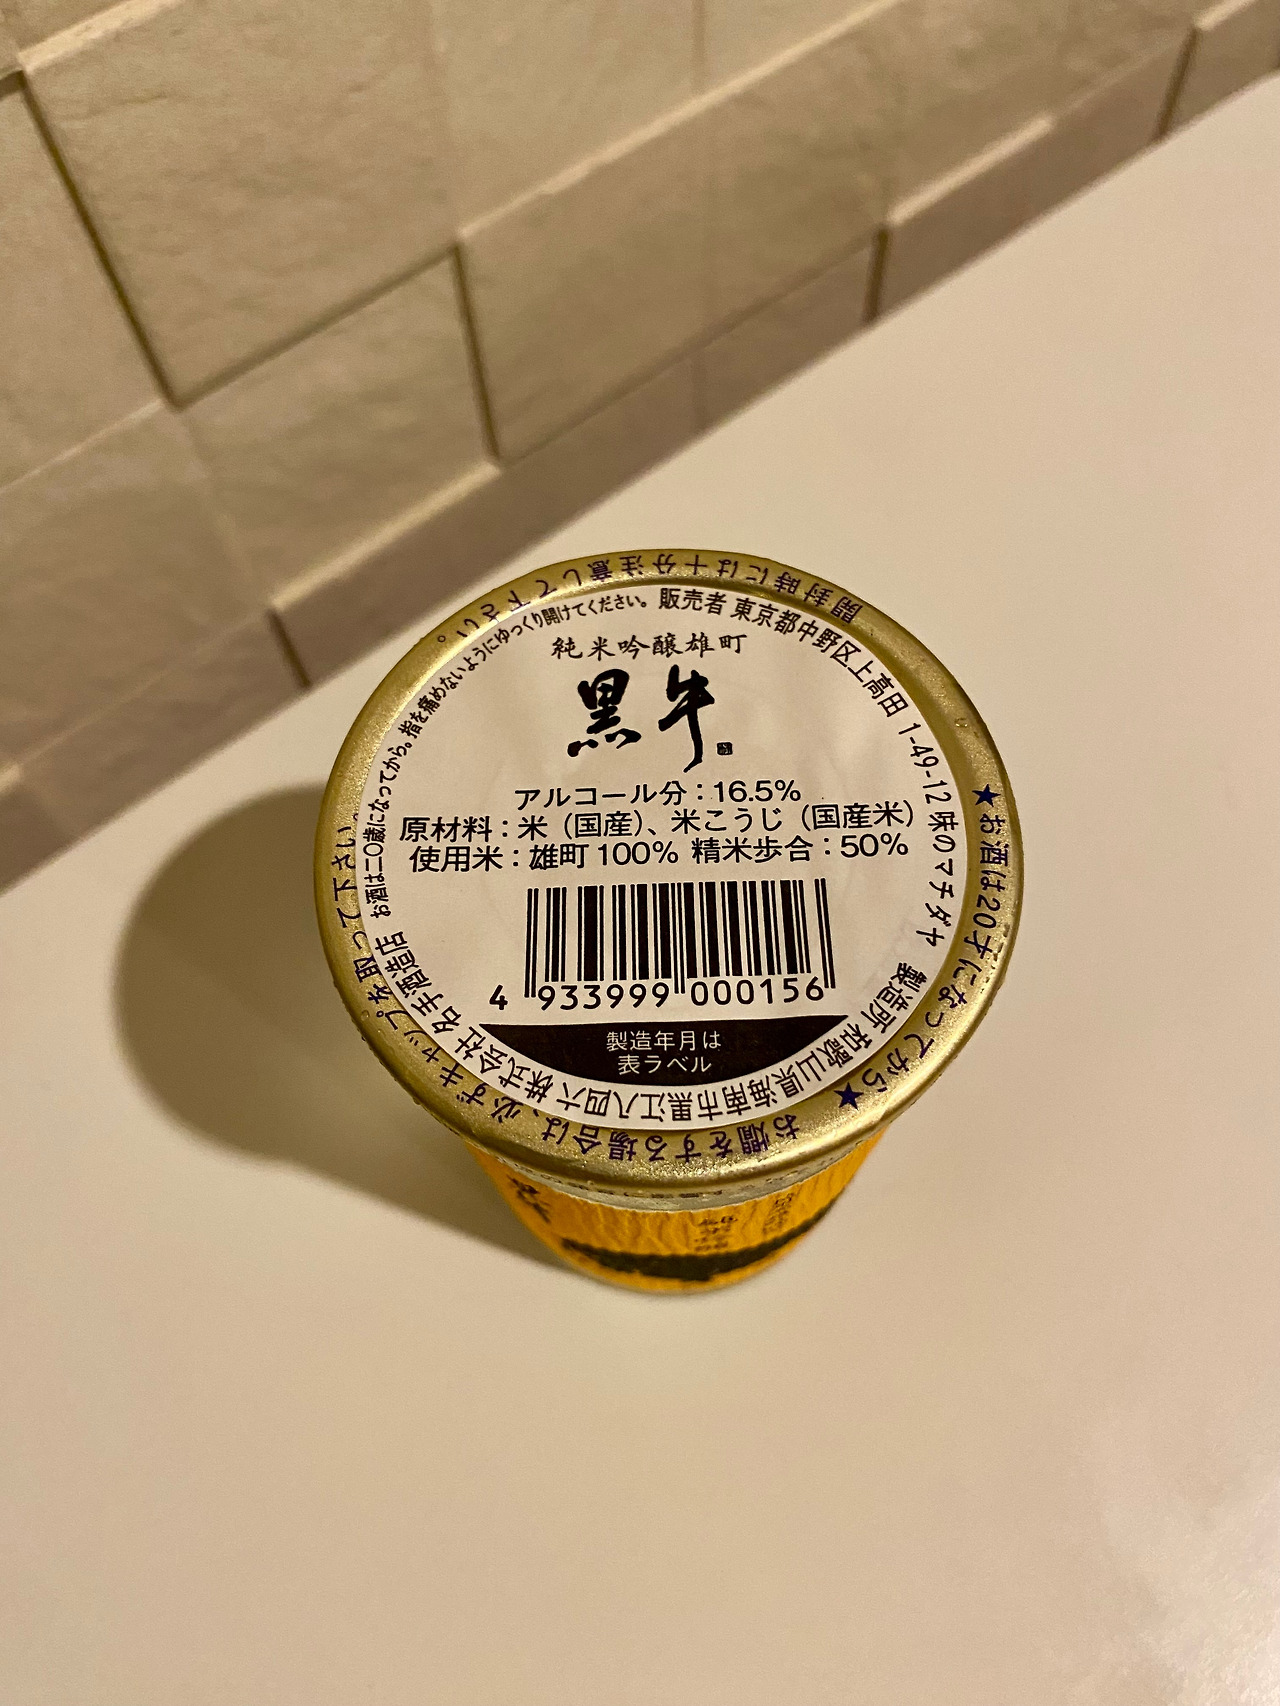 純米吟醸雄町
黒牛
アルコール分：16.5%
原材料：米（国産）、米こうじ（国産米）
使用米：雄町100% 精米歩合：50%
4 933999 000156
製造年月は
表ラベル
お酒は二〇歳になってから。指を痛めないようにゆっくり開けてください。
販売者 東京都中野区上高田 1-49-12 味のマチダヤ
製造所 和歌山県海南市黒江八四六 株式会社 名手酒造店
開封時には十分注意して下さい。
★お酒は20才になってから★
お燗をする場合は、必ずキャップを取って下さい。